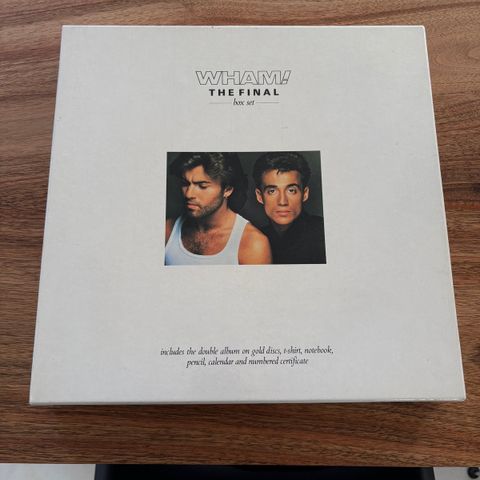 WHAM!
THE FINAL
box set
includes the double album on gold discs, t-shirt, notebook,
pencil, calendar and numbered certificate